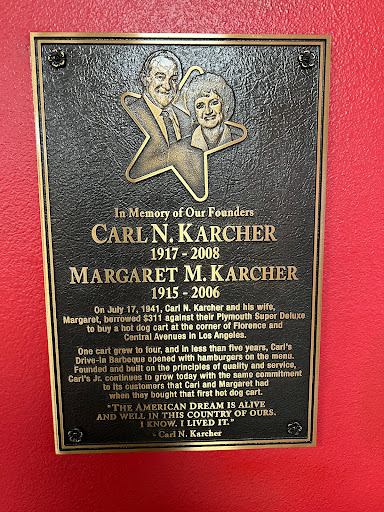 In Memory of Our Founders
CARL N. KARCHER
1917 - 2008
MARGARET M. KARCHER
1915 - 2006
On July 17, 1941, Carl N. Karcher and his wife,
Margaret, borrowed $311 against their Plymouth Super Deluxe
to buy a hot dog cart at the corner of Florence and
Central Avenues in Los Angeles.
One cart grew to four, and in less than five years, Carl's
Drive-In Barbeque opened with hamburgers on the menu.
Founded and built on the principles of quality and service,
Carl's Jr. continues to grow today with the same commitment
to its customers that Carl and Margaret had
when they bought that first hot dog cart.
"THE AMERICAN DREAM IS ALIVE
AND WELL IN THIS COUNTRY OF OURS.
I KNOW. I LIVED IT."
- Carl N. Karcher